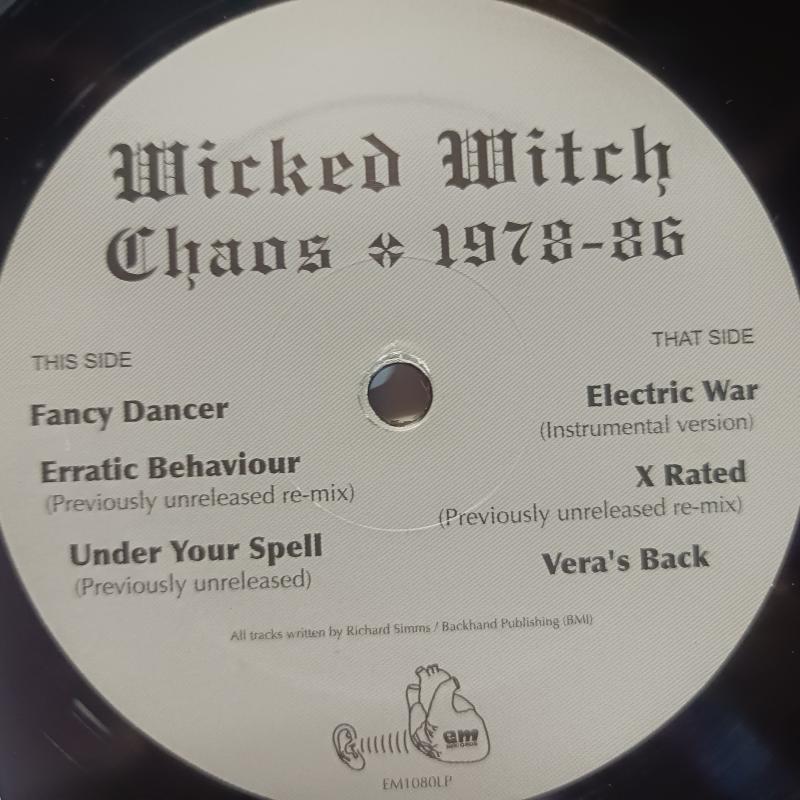 Wicked Witch
Chaos ✣ 1978-86
THIS SIDE
Fancy Dancer
Erratic Behaviour
(Previously unreleased re-mix)
Under Your Spell
(Previously unreleased)
THAT SIDE
Electric War
(Instrumental version)
X Rated
(Previously unreleased re-mix)
Vera's Back
All tracks written by Richard Simms / Backhand Publishing (BMI)
em
RECORDS
EM1080LP